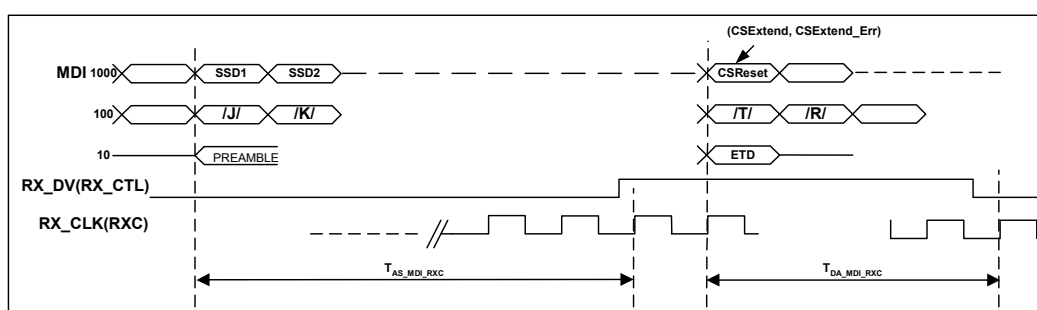 (CSExtend, CSExtend_Err)
MDI 1000 SSD1 SSD2 CSReset
100 /J/ /K/ /T/ /R/
10 PREAMBLE ETD
RX_DV(RX_CTL)
RX_CLK(RXC)
TAS_MDI_RXC TDA_MDI_RXC